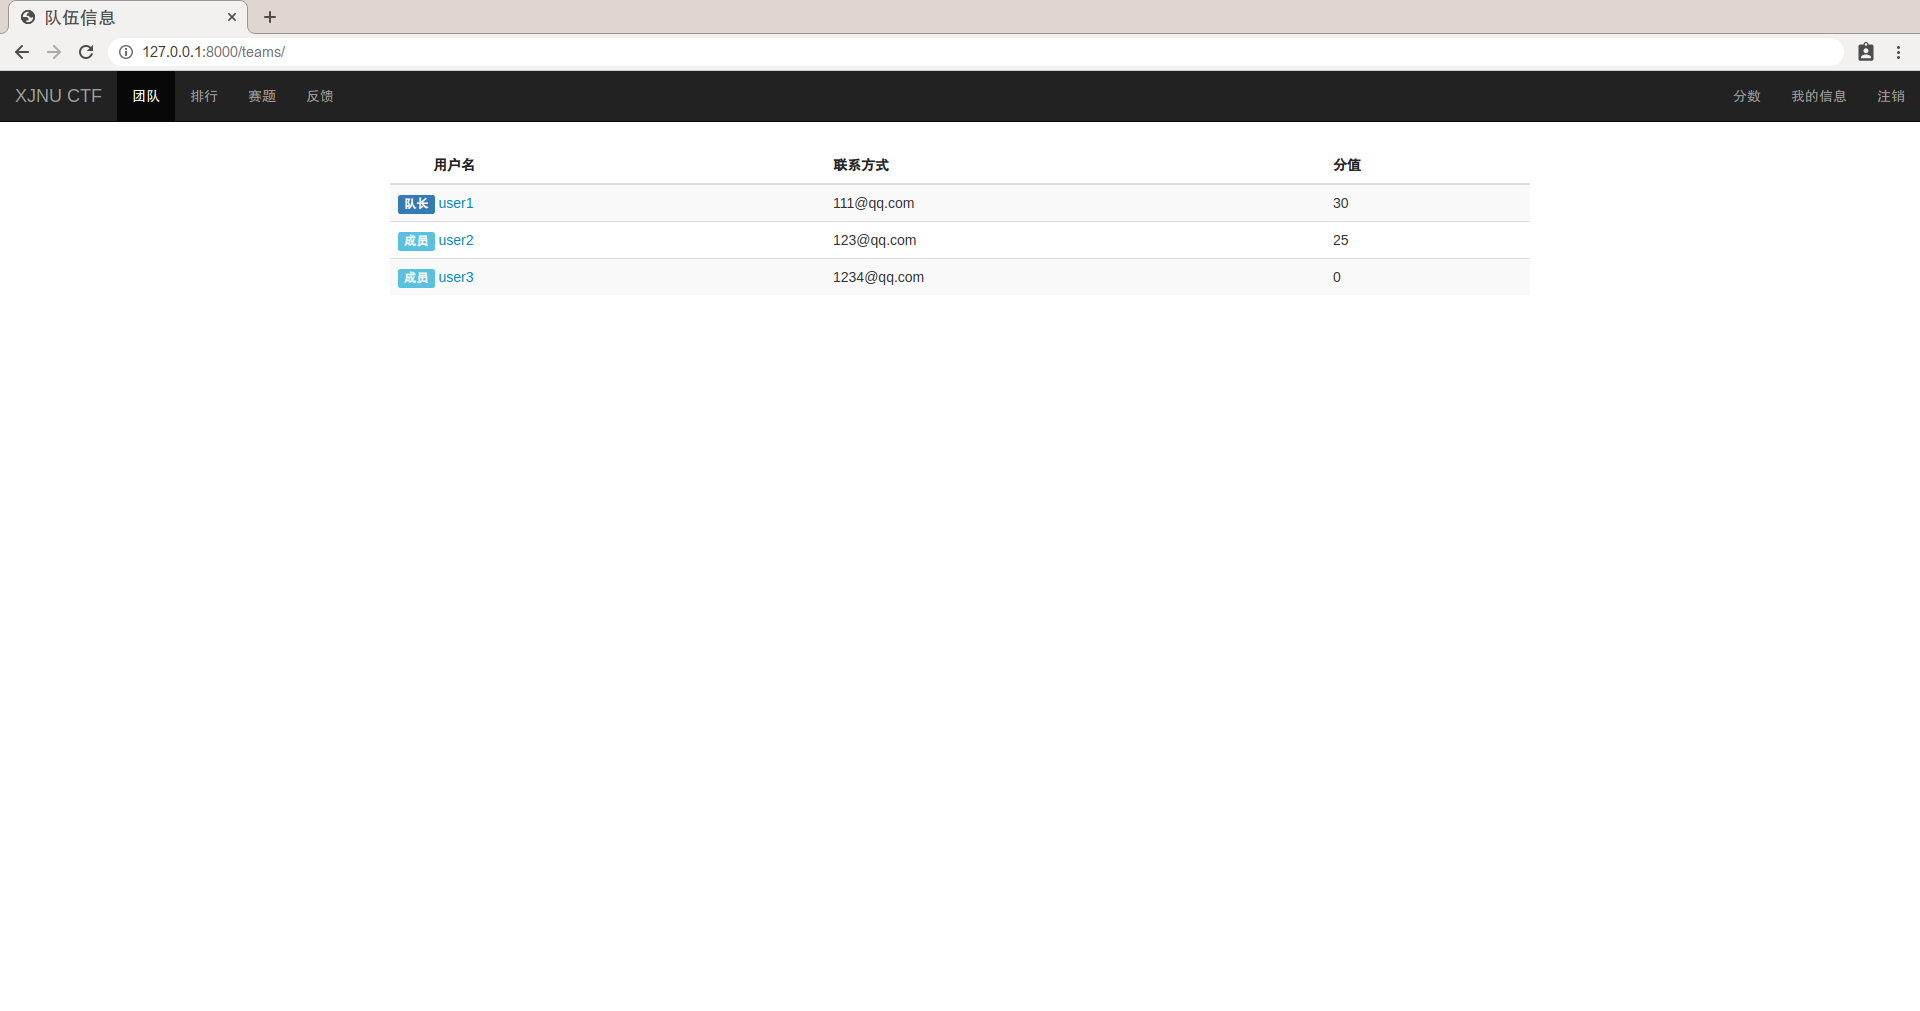 队伍信息
127.0.0.1:8000/teams/
XJNU CTF 团队 排行 赛题 反馈 分数 我的信息 注销
用户名 联系方式 分值
队长 user1 111@qq.com 30
成员 user2 123@qq.com 25
成员 user3 1234@qq.com 0